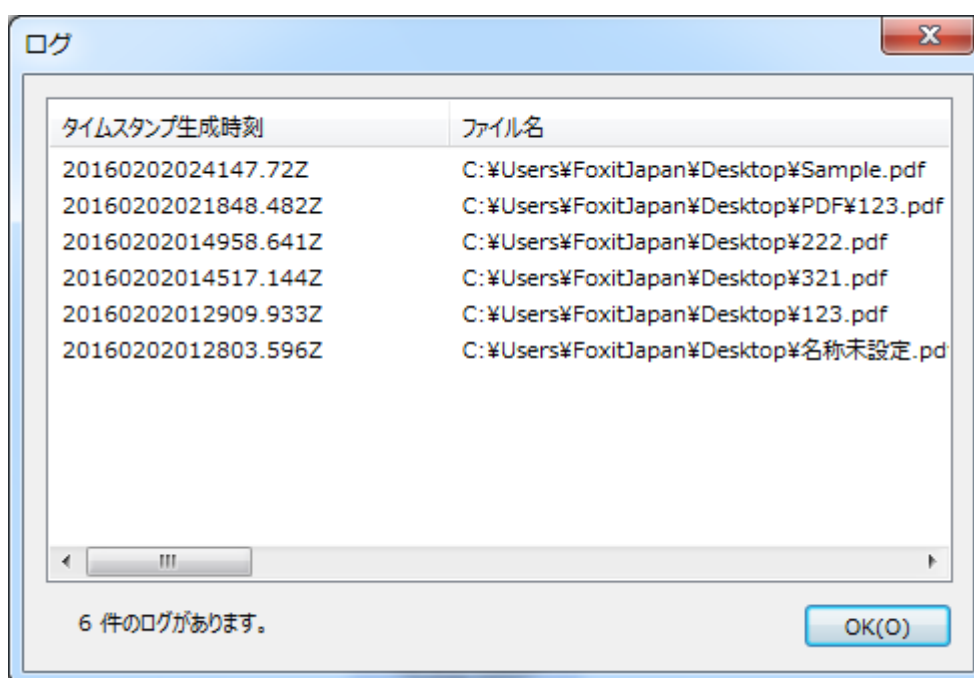 ログ
タイムスタンプ生成時刻 ファイル名
20160202024147.72Z C:¥Users¥FoxitJapan¥Desktop¥Sample.pdf
20160202021848.482Z C:¥Users¥FoxitJapan¥Desktop¥PDF¥123.pdf
20160202014958.641Z C:¥Users¥FoxitJapan¥Desktop¥222.pdf
20160202014517.144Z C:¥Users¥FoxitJapan¥Desktop¥321.pdf
20160202012909.933Z C:¥Users¥FoxitJapan¥Desktop¥123.pdf
20160202012803.596Z C:¥Users¥FoxitJapan¥Desktop¥名称未設定.pd
6 件のログがあります。 OK(O)